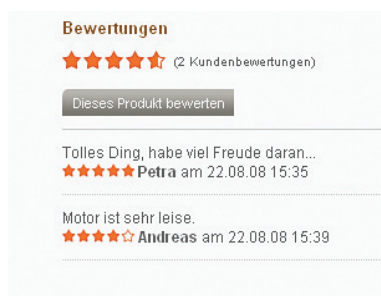 Bewertungen
(2 Kundenbewertungen)
Dieses Produkt bewerten
Tolles Ding, habe viel Freude daran...
Petra am 22.08.08 15:35
Motor ist sehr leise.
Andreas am 22.08.08 15:39